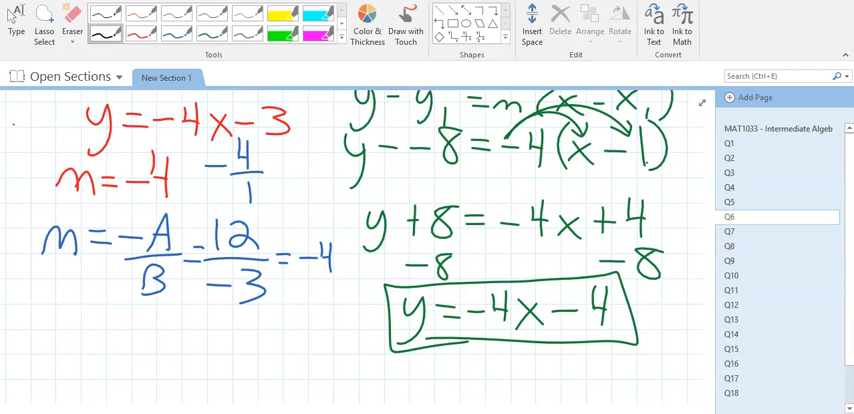 Type
Lasso Select
Eraser
Tools
Color & Thickness
Draw with Touch
Shapes
Insert Space
Delete
Arrange
Rotate
Edit
Ink to Text
Ink to Math
Convert
Open Sections
New Section 1
Search (Ctrl+E)
Add Page
MAT1033 - Intermediate Algeb
Q1
Q2
Q3
Q4
Q5
Q6
Q7
Q8
Q9
Q10
Q11
Q12
Q13
Q14
Q15
Q16
Q17
Q18
y = -4x - 3
m = -4
-4/1
m = -A/B = 12/-3 = -4
y - y₁ = m(x - x₁)
y - -8 = -4(x - 1)
y + 8 = -4x + 4
-8 -8
y = -4x - 4